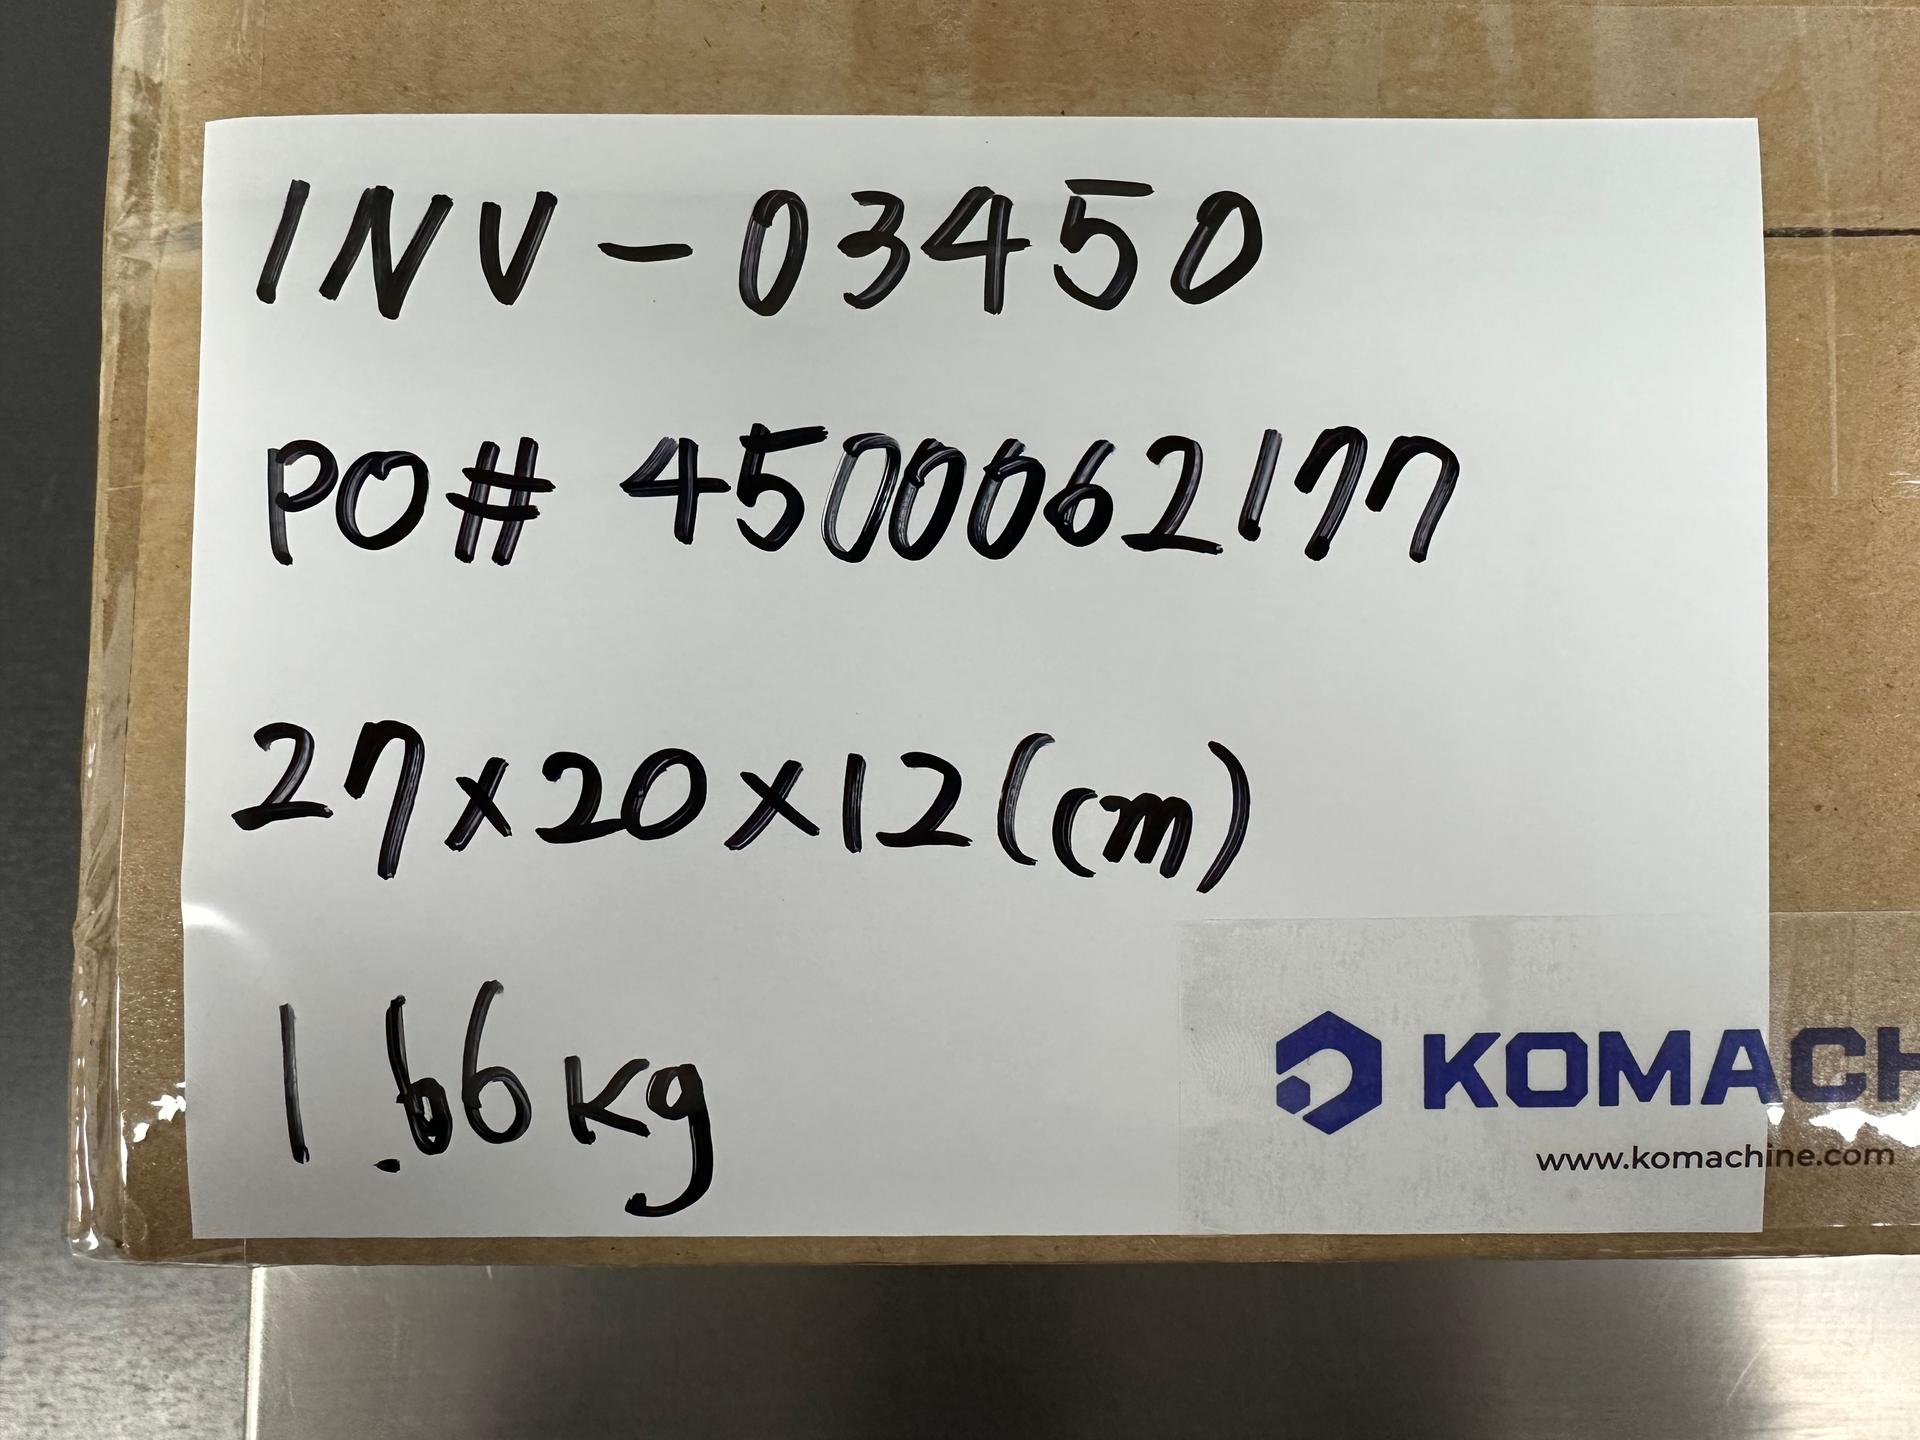 INV-03450
PO# 4500062177
27x20x12(cm)
1.66kg
KOMACH
www.komachine.com